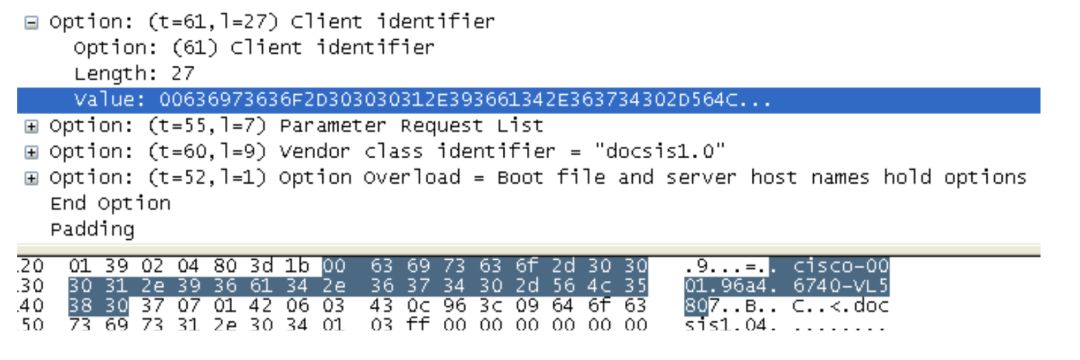 Option: (t=61,l=27) Client identifier
Option: (61) Client identifier
Length: 27
Value: 00636973636F2D303030312E393661342E363734302D564C...
Option: (t=55,l=7) Parameter Request List
Option: (t=60,l=9) Vendor class identifier = "docsis1.0"
Option: (t=52,l=1) Option Overload = Boot file and server host names hold options
End Option
Padding
.20 01 39 02 04 80 3d 1b 00 63 69 73 63 6f 2d 30 30 .9...=.. cisco-00
.30 30 31 2e 39 36 61 34 2e 36 37 34 30 2d 56 4c 35 01.96a4. 6740-VL5
.40 38 30 37 07 01 42 06 03 43 0c 96 3c 09 64 6f 63 807..B.. C..<.doc
.50 73 69 73 31 2e 30 34 01 03 ff 00 00 00 00 00 00 sis1.04. ........